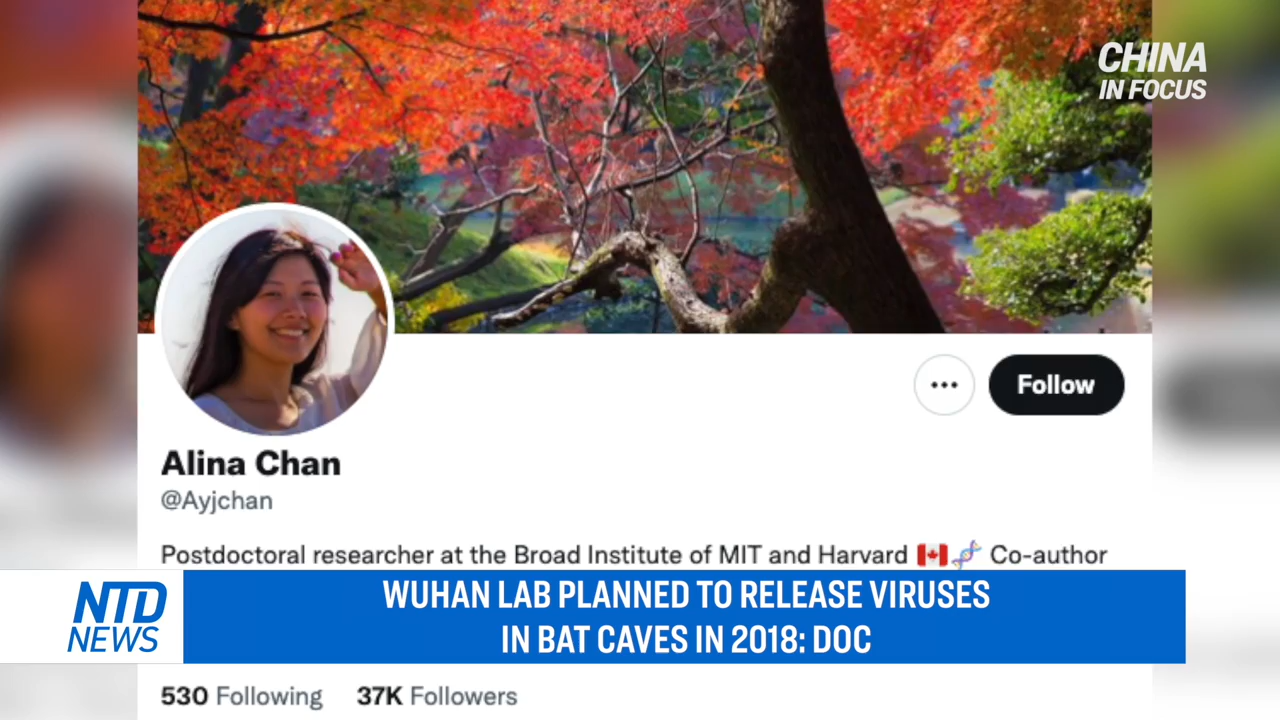 CHINA
IN FOCUS
Follow
Alina Chan
@Ayjchan
Postdoctoral researcher at the Broad Institute of MIT and Harvard 🇨🇦🧬 Co-author
NTD
NEWS
WUHAN LAB PLANNED TO RELEASE VIRUSES
IN BAT CAVES IN 2018: DOC
530 Following 37K Followers